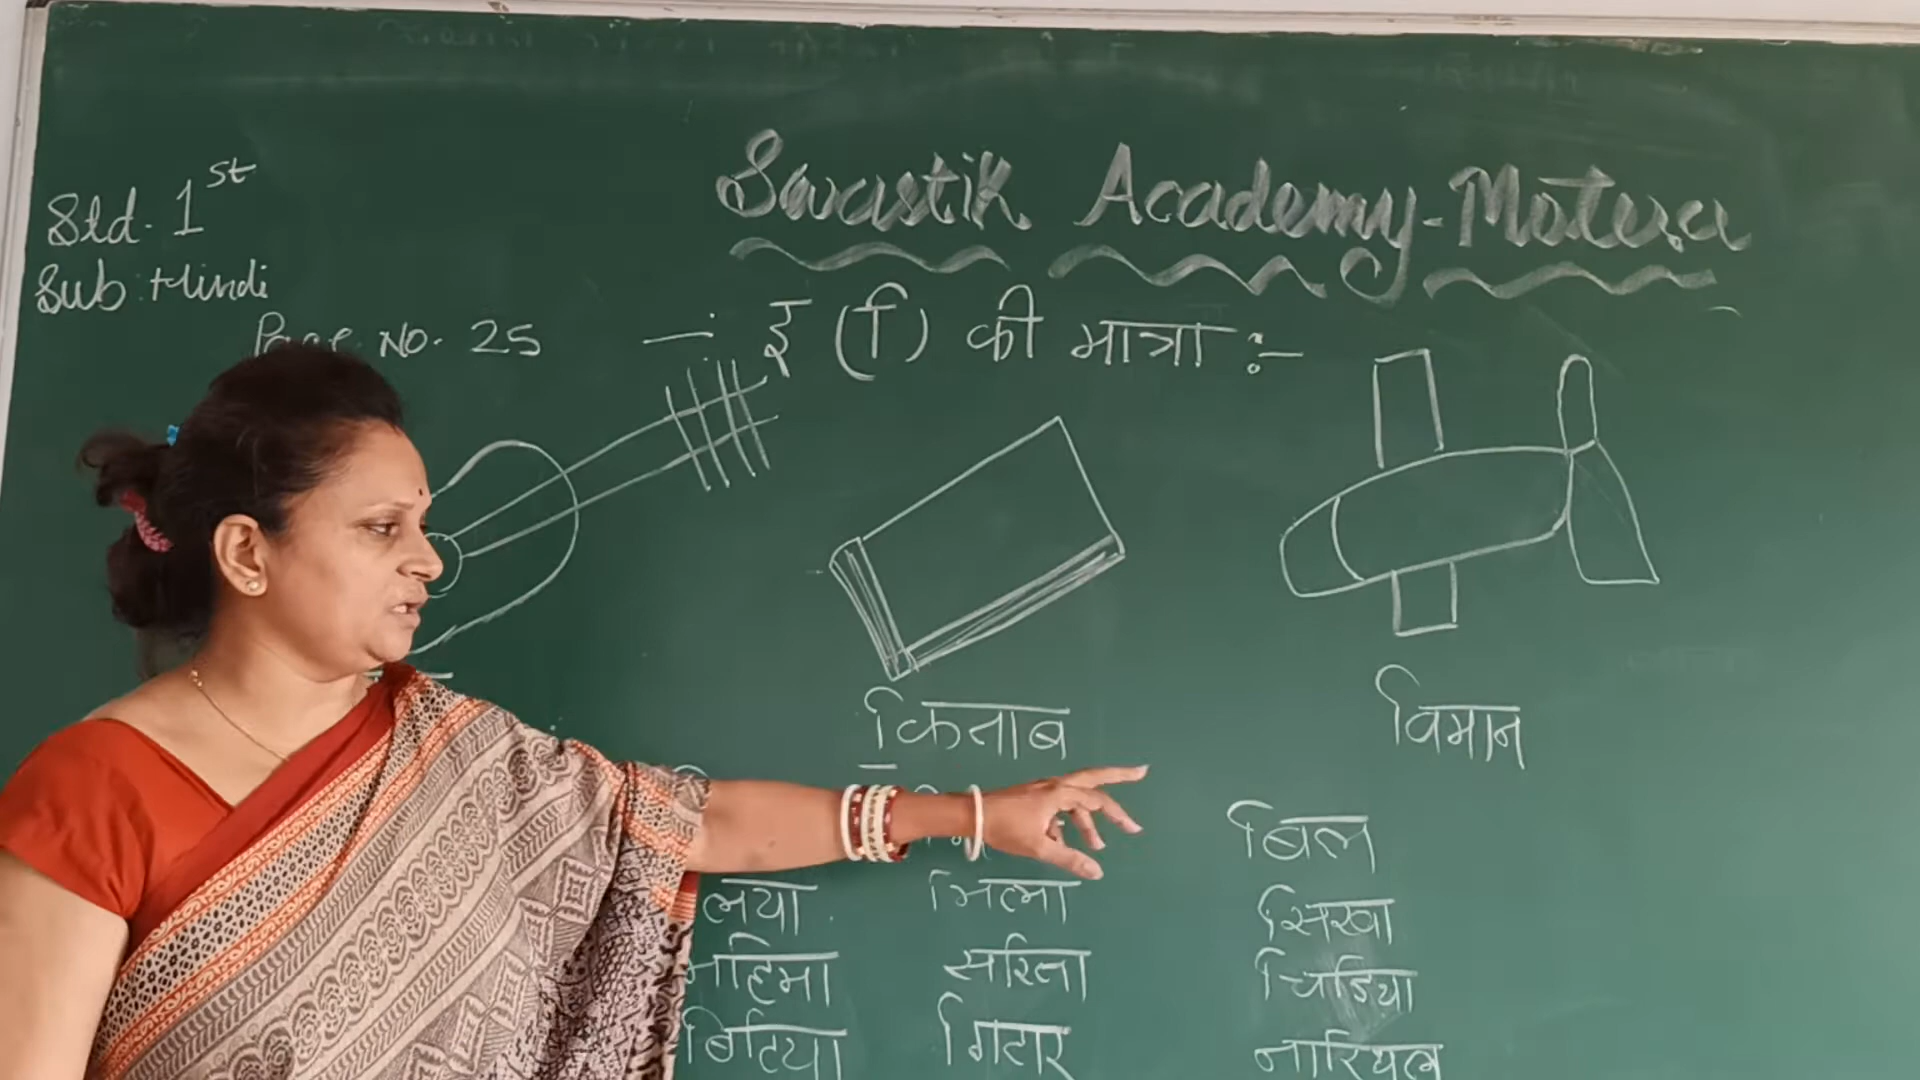 Swastik Academy-Motera
Std. 1st
Sub: Hindi
Page No. 25
-: इ (ि) की मात्रा :-
किताब विमान
बिल
मिला सिखा
महिमा सरिता चिडिया
बिटिया गिटार नारियल